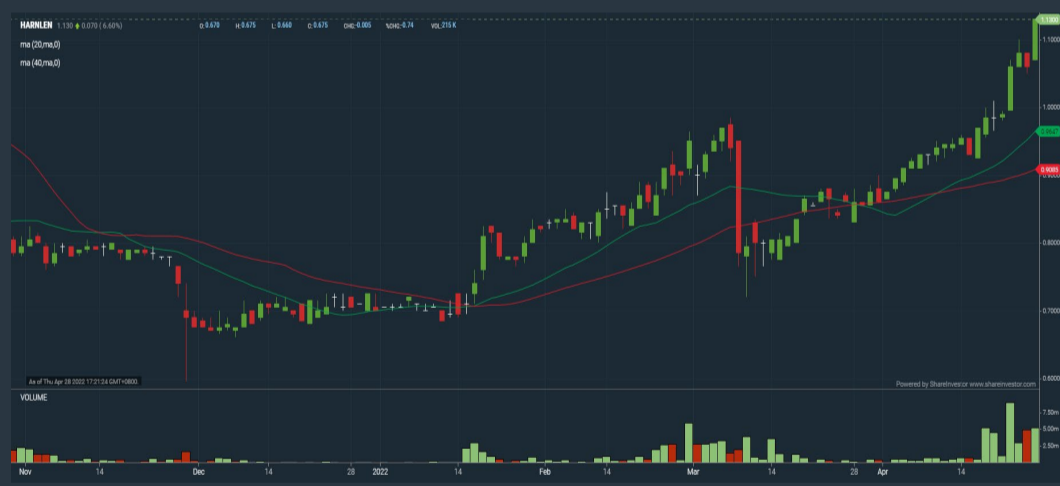 HARNLEN 1.130 0.070 (6.60%) O: 0.670 H: 0.675 L: 0.660 C: 0.675 CHG:-0.005 %CHG:-0.74 VOL:215 K
ma (20,ma,0)
ma (40,ma,0)
1.1300
1.1000
1.0000
0.9085
0.9000
0.8000
0.7000
0.6000
As of Thu Apr 28 2022 17:21:24 GMT+0800.
Powered by ShareInvestor www.shareinvestor.com
VOLUME
7.50m
5.00m
2.50m
Nov 14 Dec 14 28 2022 14 Feb 14 Mar 14 28 Apr 14